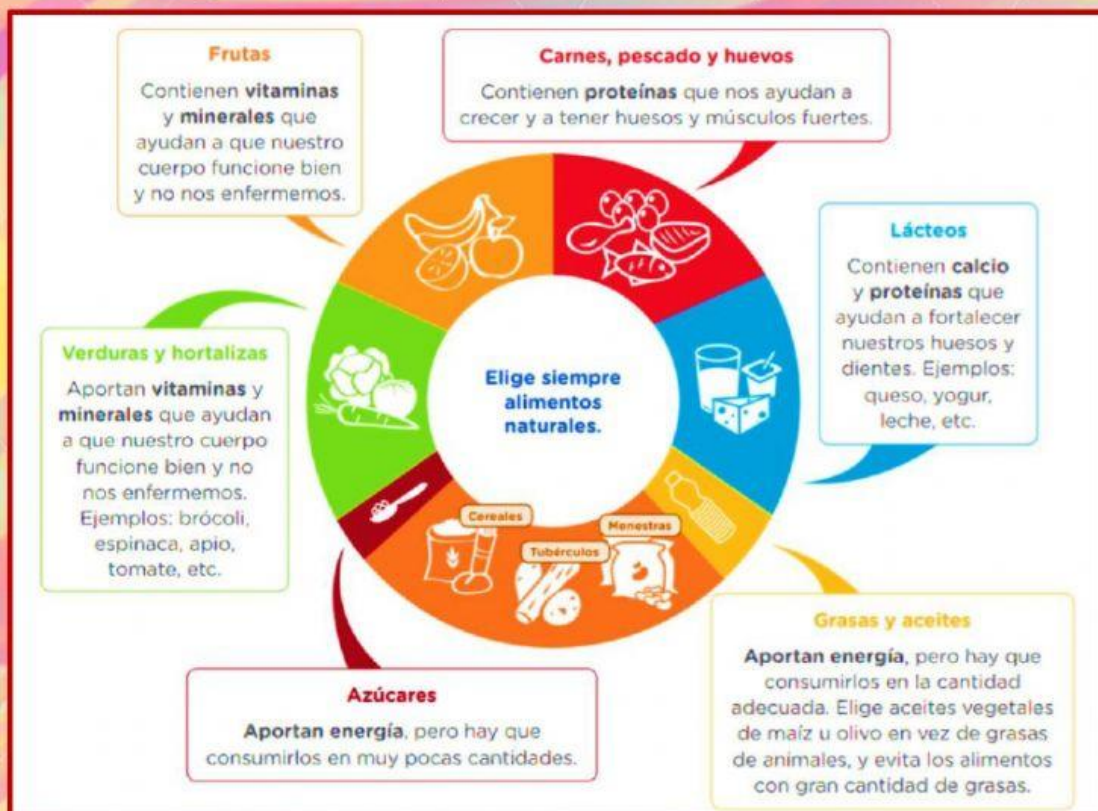 Frutas
Contienen vitaminas
y minerales que
ayudan a que nuestro
cuerpo funcione bien
y no nos enfermemos.
Carnes, pescado y huevos
Contienen proteínas que nos ayudan a
crecer y a tener huesos y músculos fuertes.
Lácteos
Contienen calcio
y proteínas que
ayudan a fortalecer
nuestros huesos y
dientes. Ejemplos:
queso, yogur,
leche, etc.
Verduras y hortalizas
Aportan vitaminas y
minerales que ayudan
a que nuestro cuerpo
funcione bien y no
nos enfermemos.
Ejemplos: brócoli,
espinaca, apio,
tomate, etc.
Elige siempre
alimentos
naturales.
Cereales
Tubérculos
Menestras
Azúcares
Aportan energía, pero hay que
consumirlos en muy pocas cantidades.
Grasas y aceites
Aportan energía, pero hay que
consumirlos en la cantidad
adecuada. Elige aceites vegetales
de maíz u olivo en vez de grasas
de animales, y evita los alimentos
con gran cantidad de grasas.